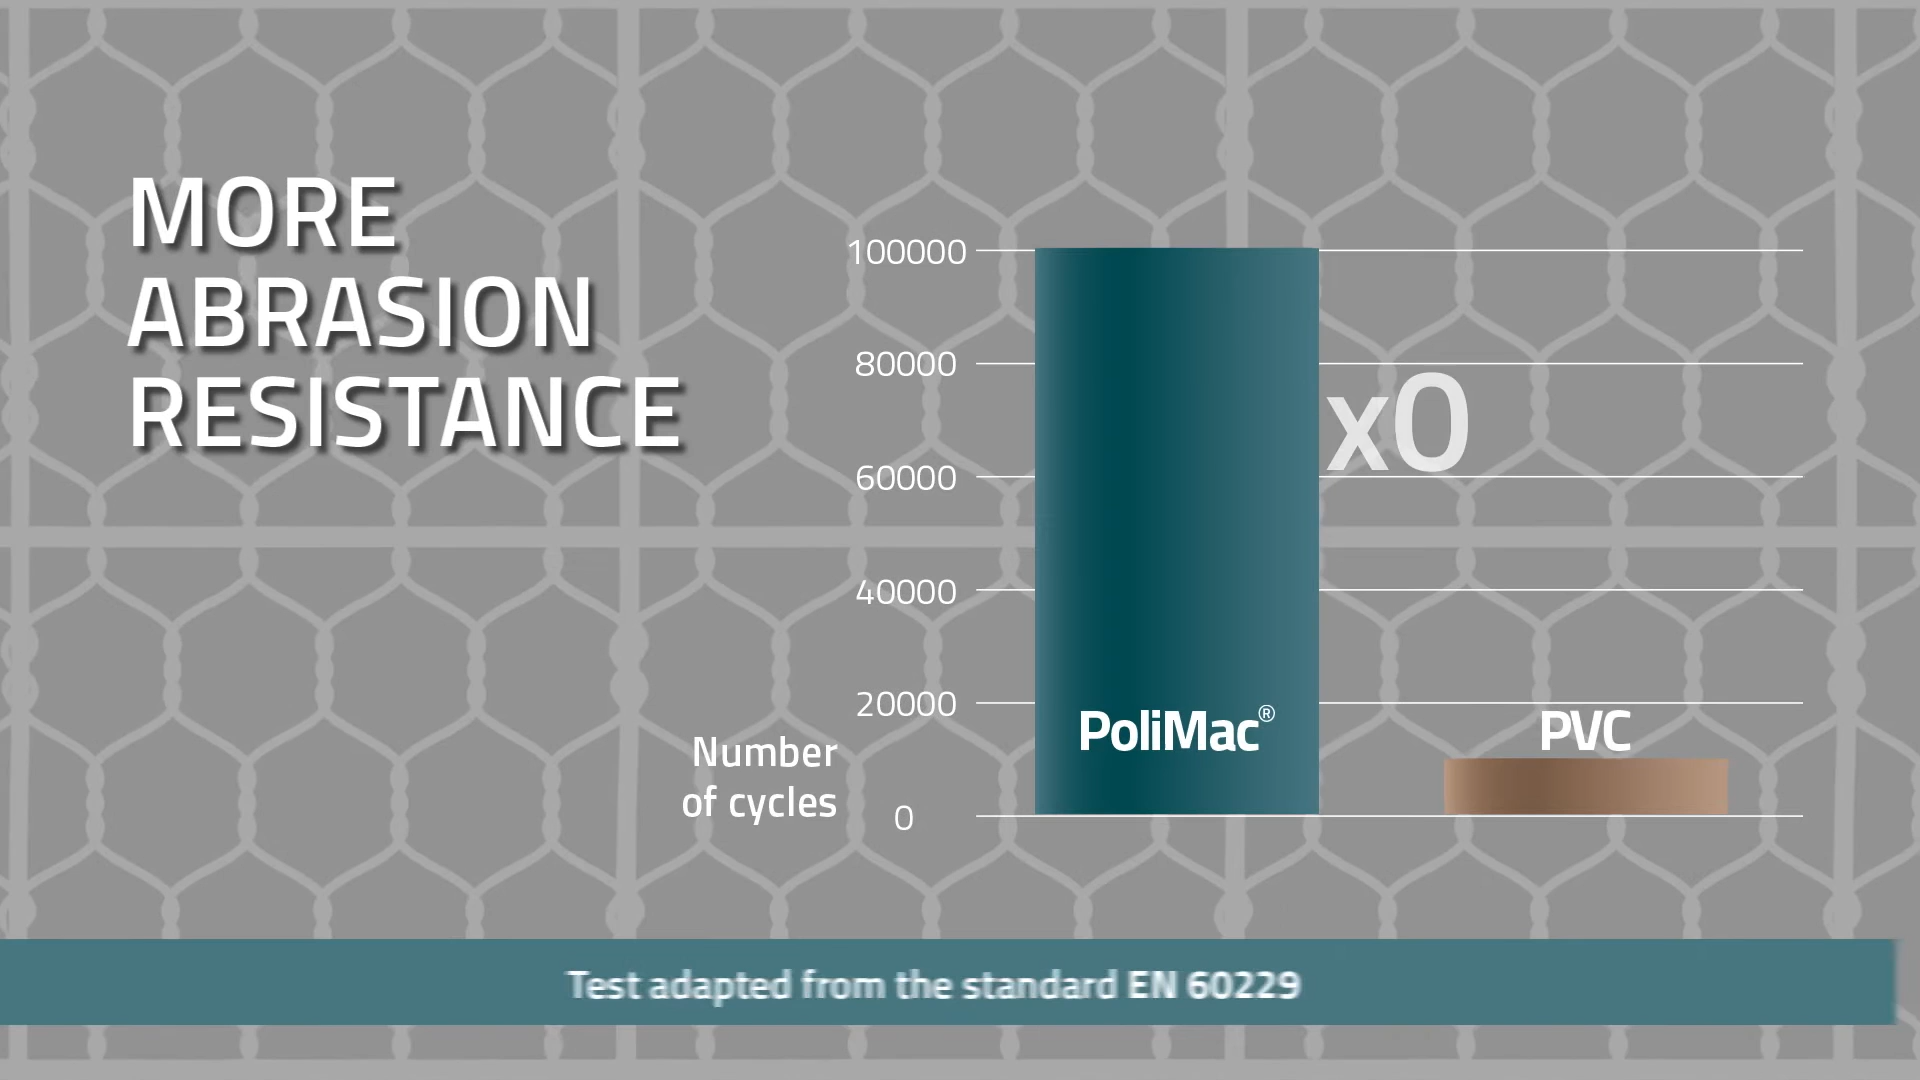 MORE
ABRASION
RESISTANCE
100000
80000
x0
60000
40000
20000
PoliMac®
PVC
Number
of cycles
0
Test adapted from the standard EN 60229